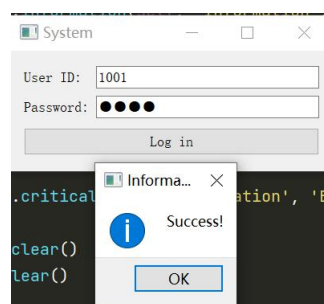 System
User ID: 1001
Password: ●●●●
Log in
Informa...
Success!
OK
.critical
ation', 'E
clear()
lear()